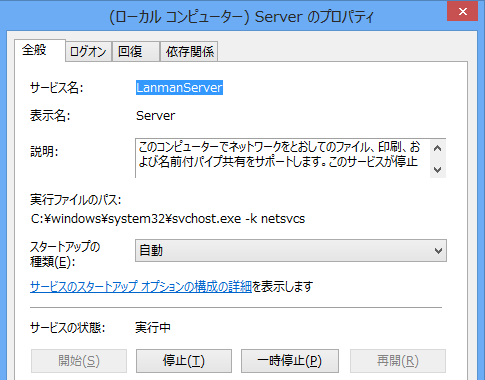 (ローカル コンピューター) Server のプロパティ
全般 ログオン 回復 依存関係
サービス名: LanmanServer
表示名: Server
説明: このコンピューターでネットワークをとおしてのファイル、印刷、お
よび名前付パイプ共有をサポートします。このサービスが停止
実行ファイルのパス:
C:¥windows¥system32¥svchost.exe -k netsvcs
スタートアップの
種類(E): 自動
サービスのスタートアップ オプションの構成の詳細を表示します
サービスの状態: 実行中
開始(S) 停止(T) 一時停止(P) 再開(R)